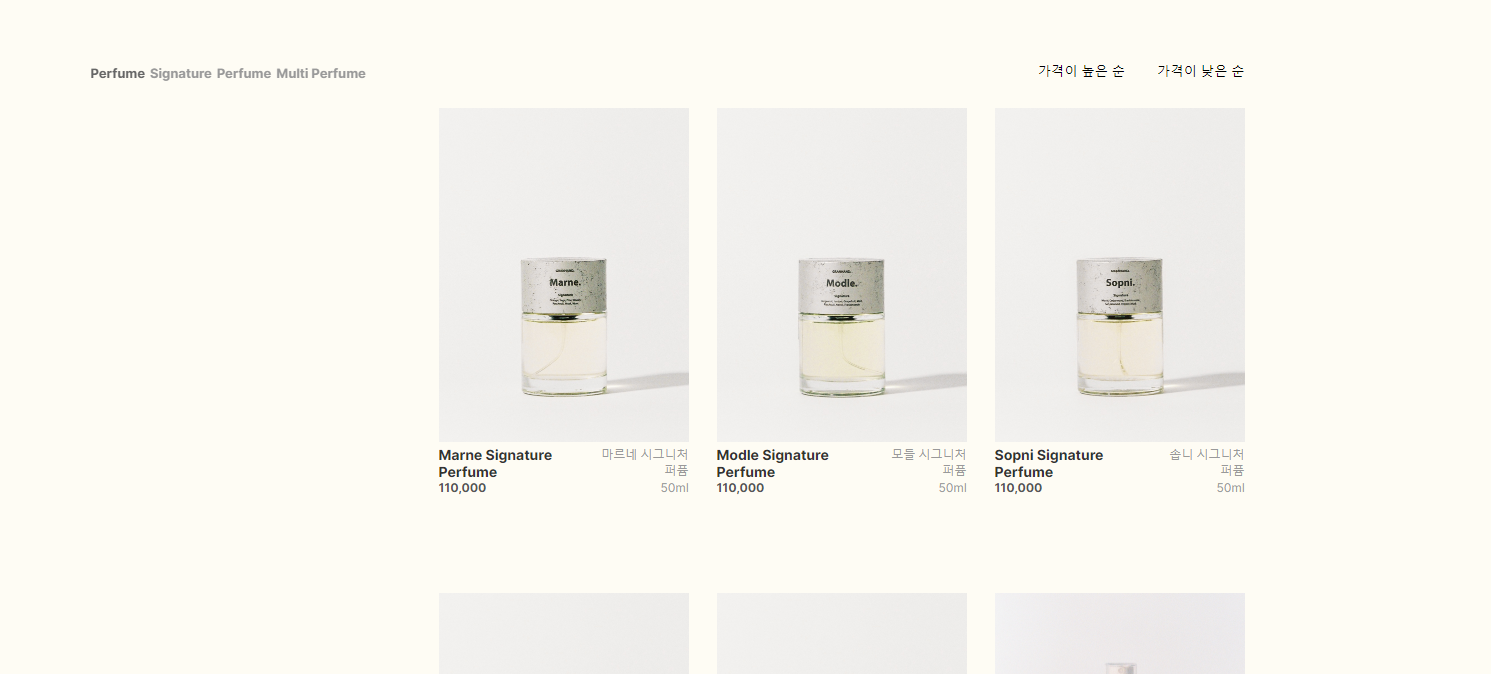 Perfume Signature Perfume Multi Perfume
가격이 높은 순 가격이 낮은 순
Marne.
Signature
Modle.
Signature
Sopni.
Signature
Marne Signature Perfume
마르네 시그니처 퍼퓸
110,000
50ml
Modle Signature Perfume
모들 시그니처 퍼퓸
110,000
50ml
Sopni Signature Perfume
솝니 시그니처 퍼퓸
110,000
50ml